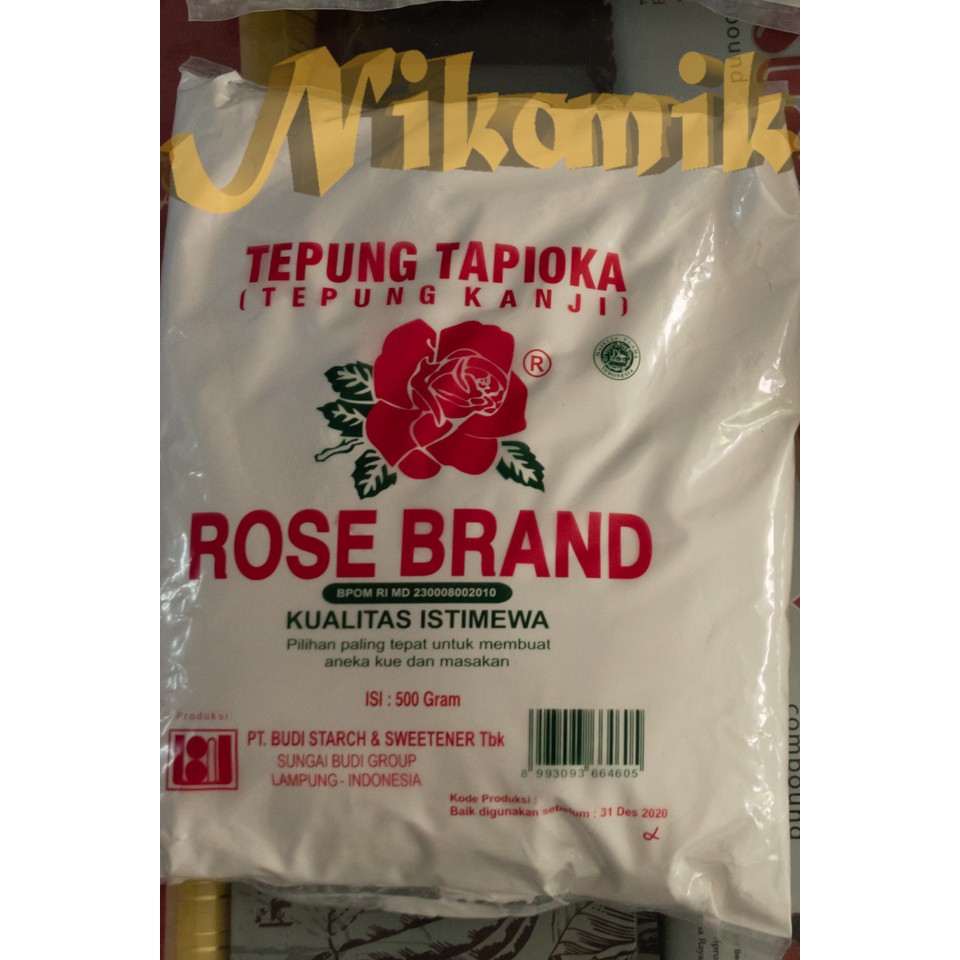 Nikamik
TEPUNG TAPIOKA
(TEPUNG KANJI)
®
ROSE BRAND
BPOM RI MD 230008002010
KUALITAS ISTIMEWA
Pilihan paling tepat untuk membuat
aneka kue dan masakan
ISI : 500 Gram
Produksi :
PT. BUDI STARCH & SWEETENER Tbk
SUNGAI BUDI GROUP
LAMPUNG - INDONESIA
8 993093 664605
Kode Produksi :
Baik digunakan sebelum : 31 Des 2020
compound